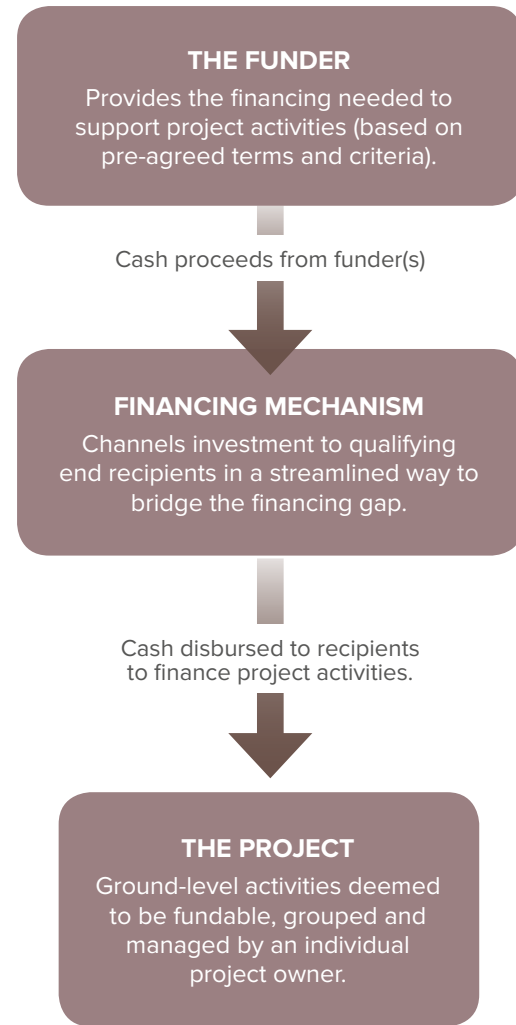 THE FUNDER
Provides the financing needed to
support project activities (based on
pre-agreed terms and criteria).
Cash proceeds from funder(s)
FINANCING MECHANISM
Channels investment to qualifying
end recipients in a streamlined way to
bridge the financing gap.
Cash disbursed to recipients
to finance project activities.
THE PROJECT
Ground-level activities deemed
to be fundable, grouped and
managed by an individual
project owner.